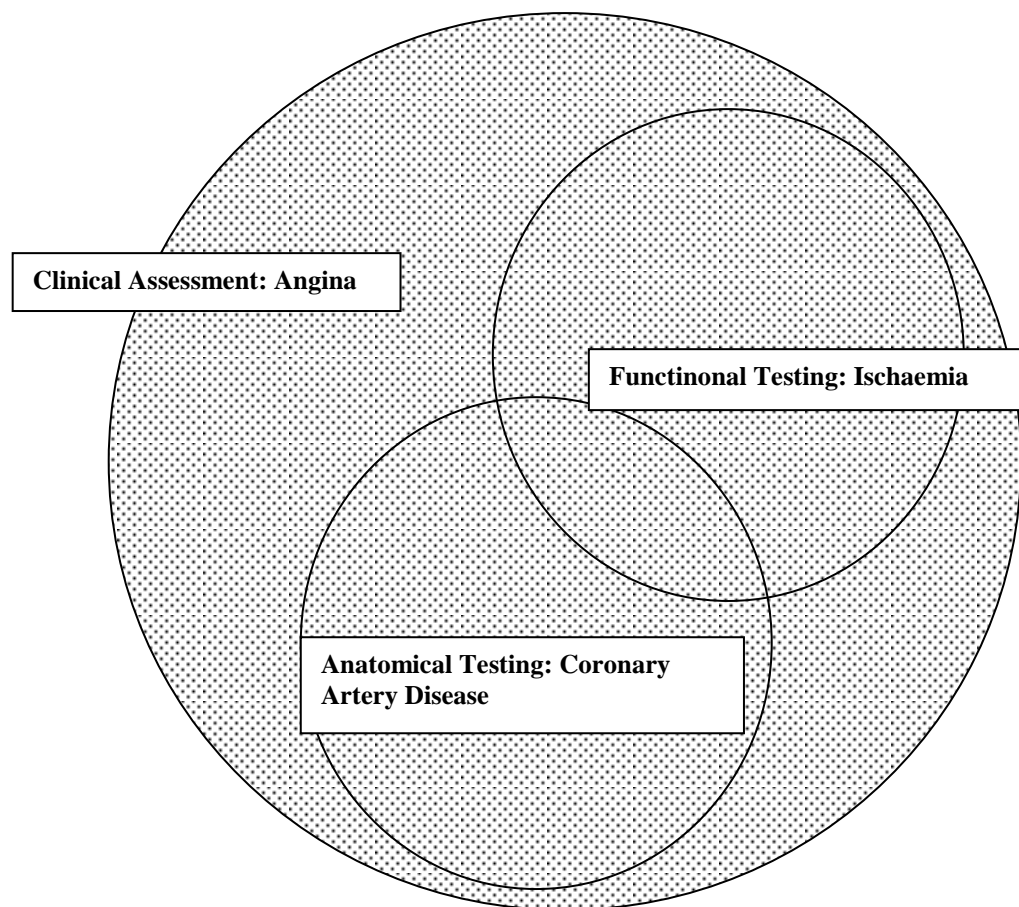 Clinical Assessment: Angina
Functinonal Testing: Ischaemia
Anatomical Testing: Coronary
Artery Disease